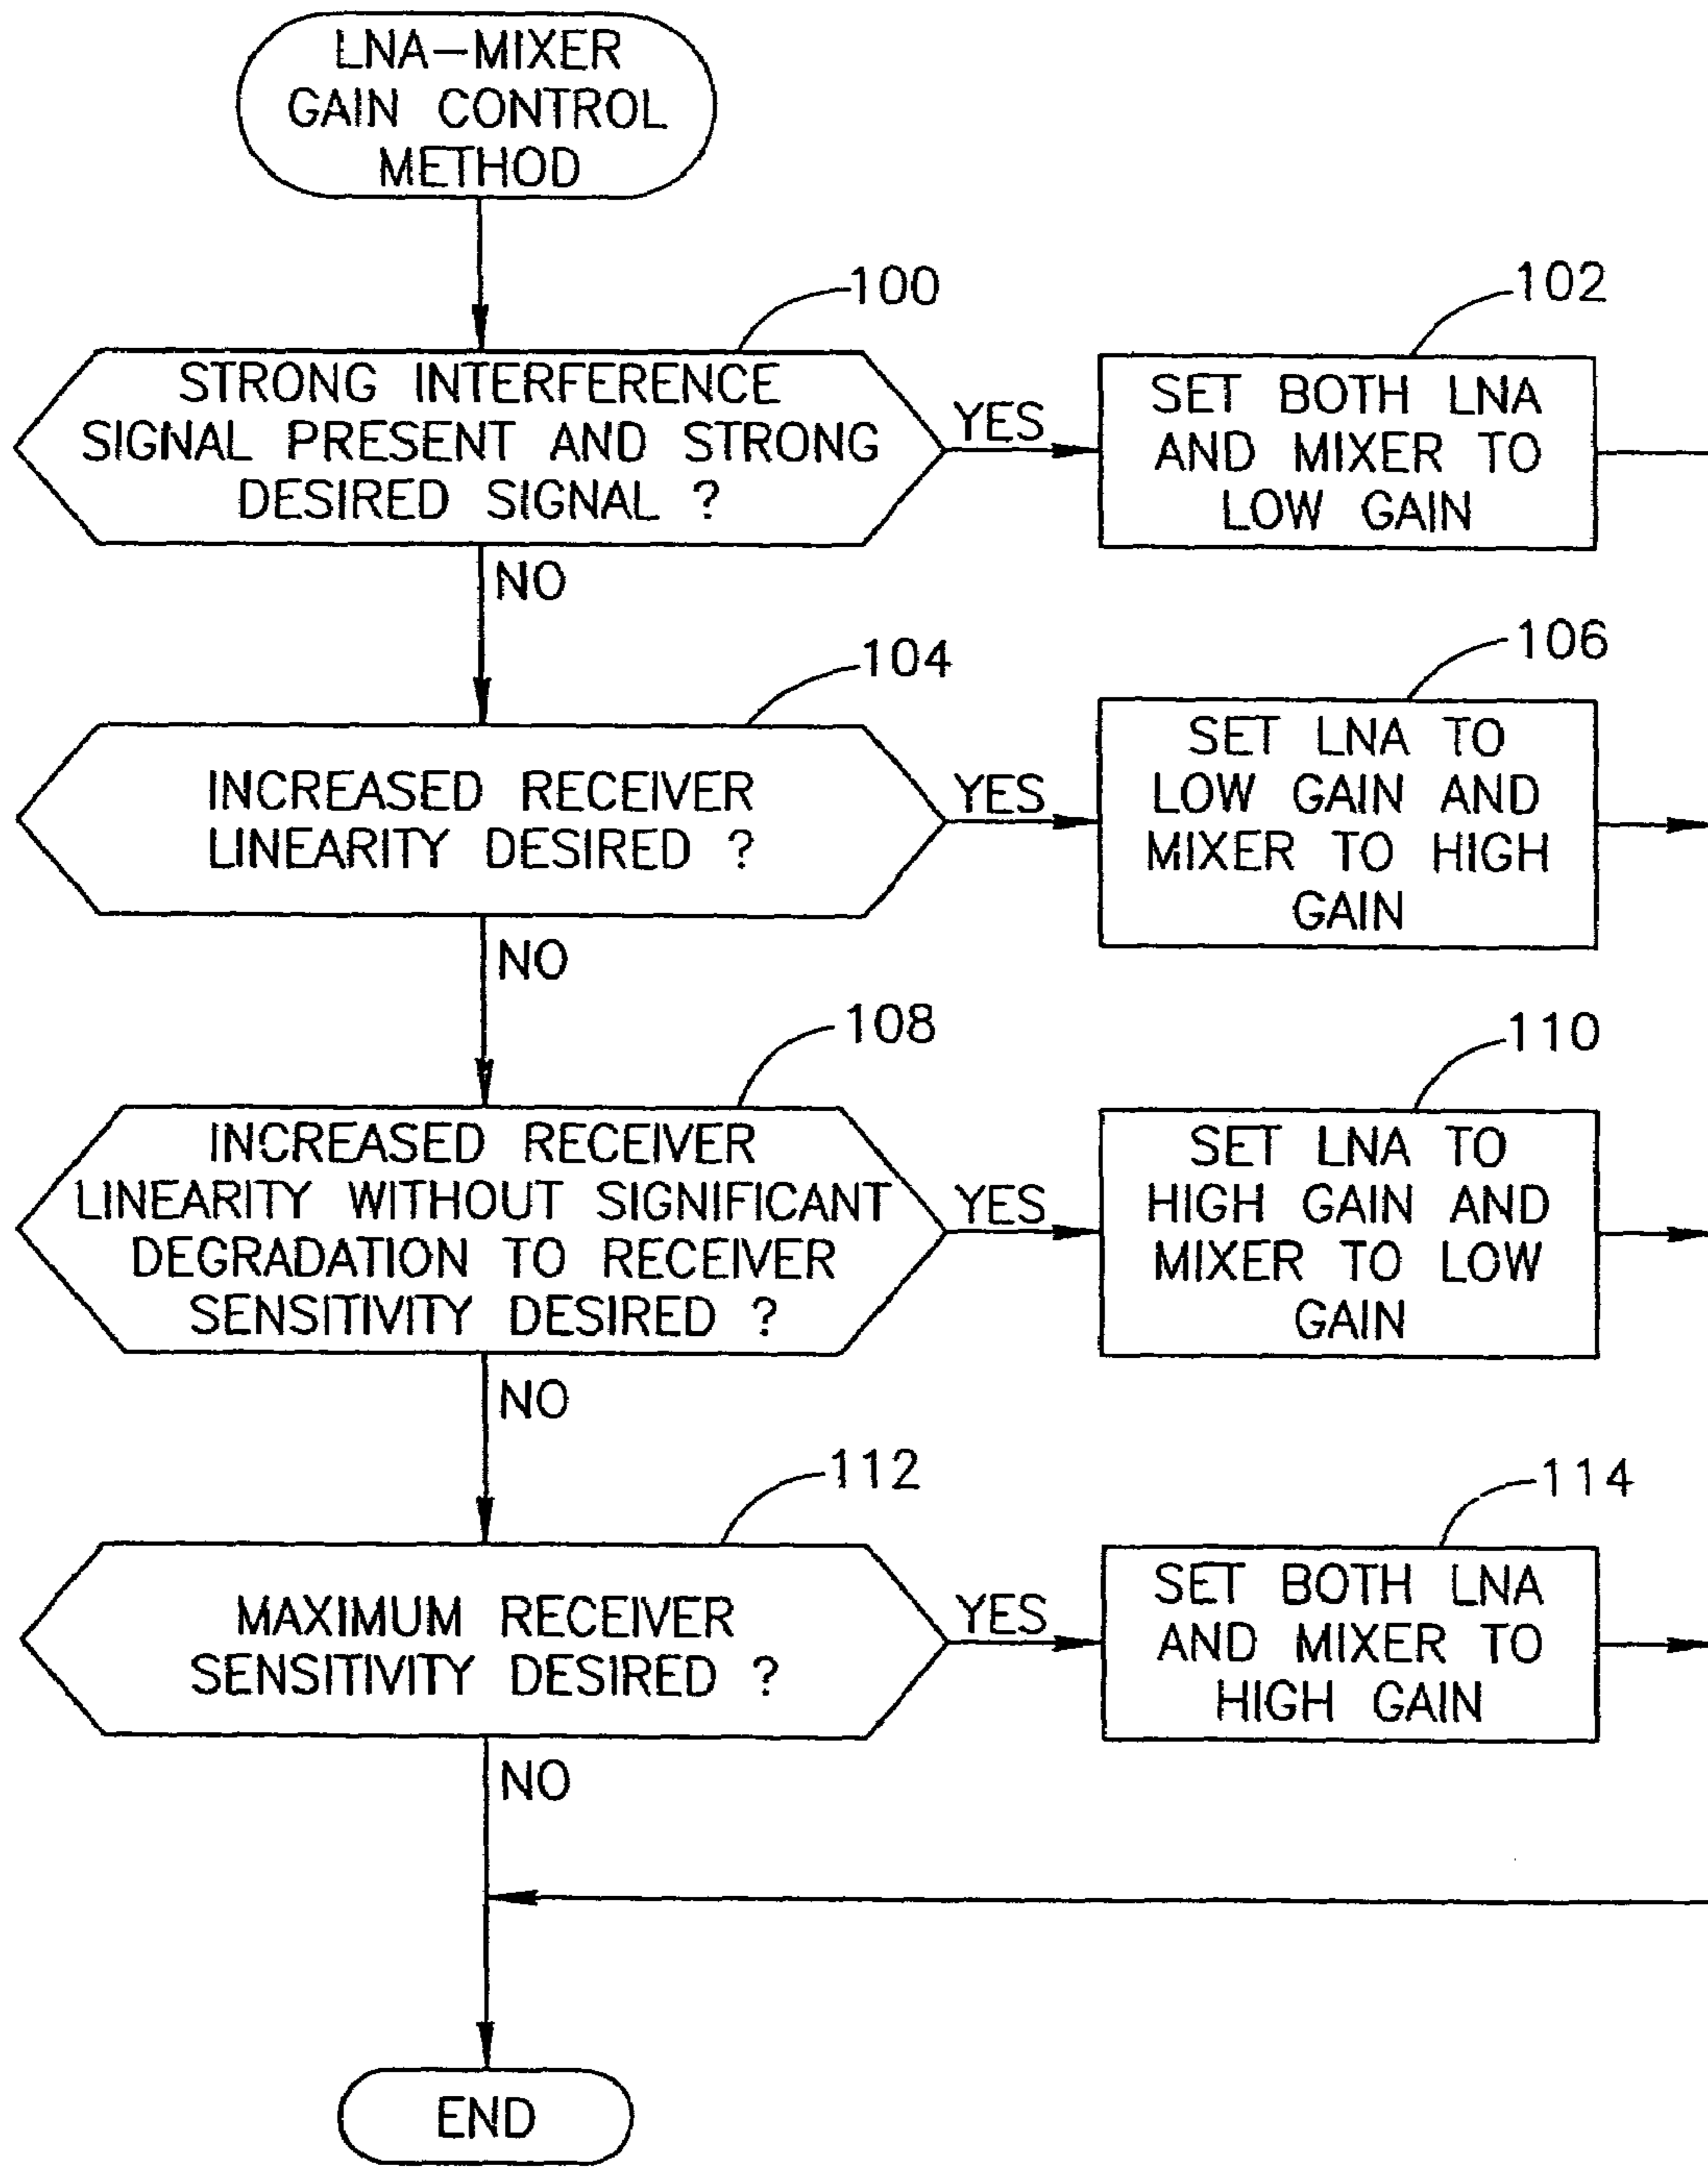 LNA-MIXER
GAIN CONTROL
METHOD
100
STRONG INTERFERENCE
SIGNAL PRESENT AND STRONG
DESIRED SIGNAL ?
YES
102
SET BOTH LNA
AND MIXER TO
LOW GAIN
NO
104
INCREASED RECEIVER
LINEARITY DESIRED ?
YES
106
SET LNA TO
LOW GAIN AND
MIXER TO HIGH
GAIN
NO
108
INCREASED RECEIVER
LINEARITY WITHOUT SIGNIFICANT
DEGRADATION TO RECEIVER
SENSITIVITY DESIRED ?
YES
110
SET LNA TO
HIGH GAIN AND
MIXER TO LOW
GAIN
NO
112
MAXIMUM RECEIVER
SENSITIVITY DESIRED ?
YES
114
SET BOTH LNA
AND MIXER TO
HIGH GAIN
NO
END